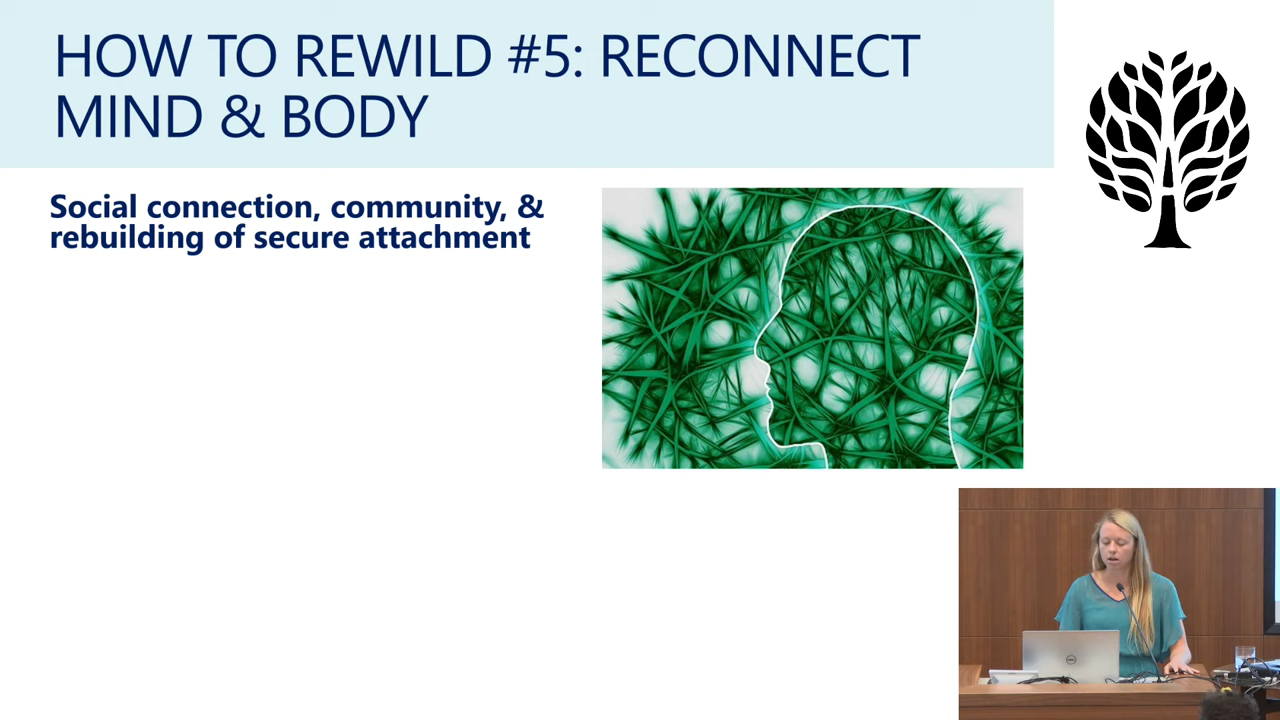 HOW TO REWILD #5: RECONNECT
MIND & BODY
Social connection, community, &
rebuilding of secure attachment